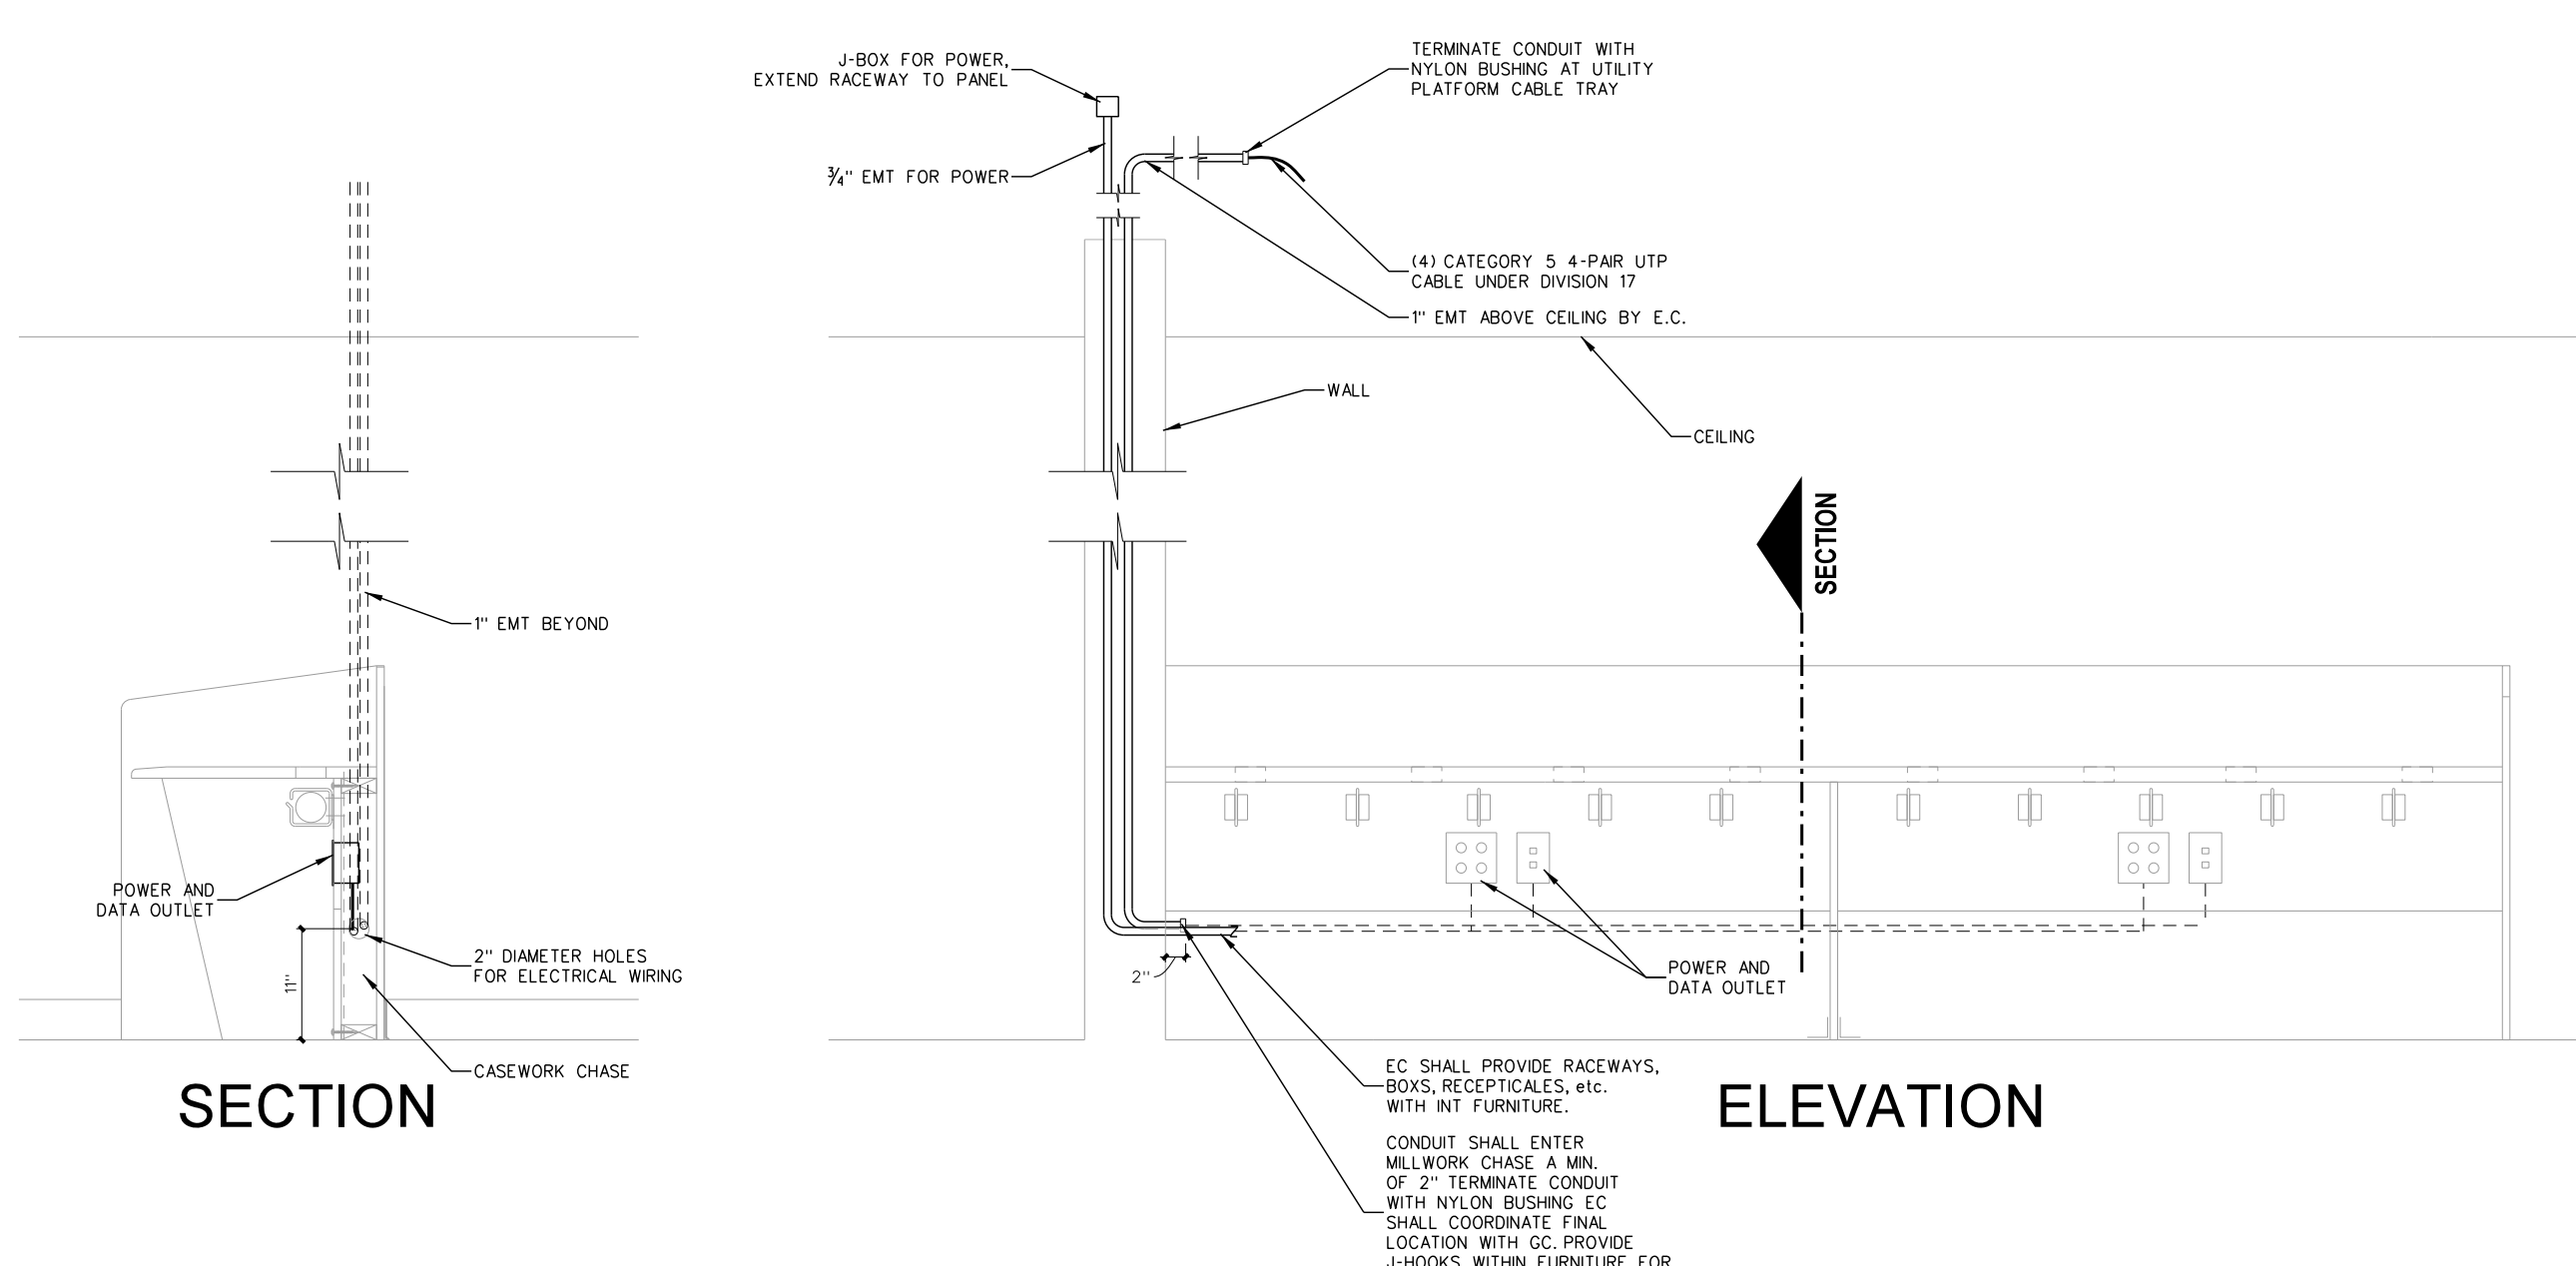 J-BOX FOR POWER,
EXTEND RACEWAY TO PANEL
¾" EMT FOR POWER
TERMINATE CONDUIT WITH
NYLON BUSHING AT UTILITY
PLATFORM CABLE TRAY
(4) CATEGORY 5 4-PAIR UTP
CABLE UNDER DIVISION 17
1" EMT ABOVE CEILING BY E.C.
WALL
CEILING
SECTION
1" EMT BEYOND
POWER AND
DATA OUTLET
2" DIAMETER HOLES
FOR ELECTRICAL WIRING
11"
CASEWORK CHASE
SECTION
2"
POWER AND
DATA OUTLET
EC SHALL PROVIDE RACEWAYS,
BOXS, RECEPTICALES, etc.
WITH INT FURNITURE.
ELEVATION
CONDUIT SHALL ENTER
MILLWORK CHASE A MIN.
OF 2" TERMINATE CONDUIT
WITH NYLON BUSHING EC
SHALL COORDINATE FINAL
LOCATION WITH GC. PROVIDE
J-HOOKS WITHIN FURNITURE FOR